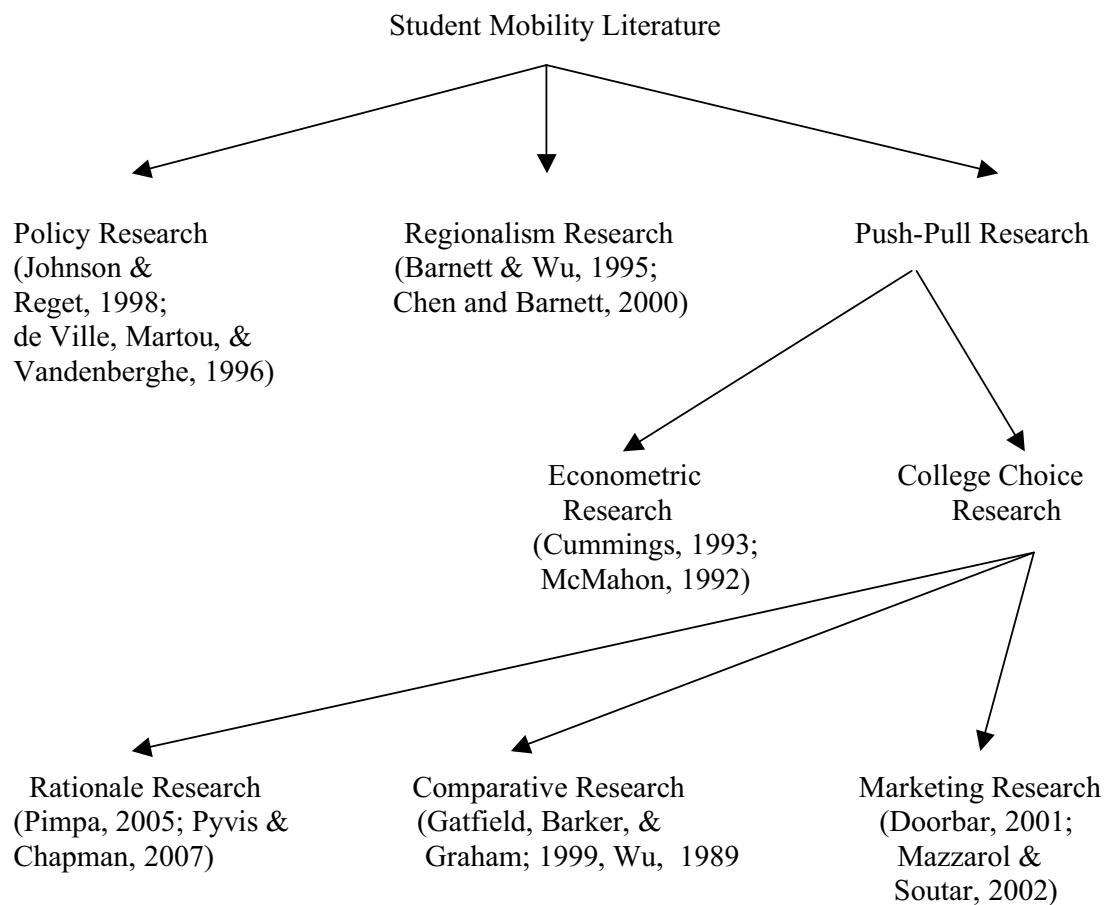 Student Mobility Literature
Policy Research
(Johnson &
Reget, 1998;
de Ville, Martou, &
Vandenberghe, 1996)
Regionalism Research
(Barnett & Wu, 1995;
Chen and Barnett, 2000)
Push-Pull Research
Econometric
Research
(Cummings, 1993;
McMahon, 1992)
College Choice
Research
Rationale Research
(Pimpa, 2005; Pyvis &
Chapman, 2007)
Comparative Research
(Gatfield, Barker, &
Graham; 1999, Wu, 1989
Marketing Research
(Doorbar, 2001;
Mazzarol &
Soutar, 2002)